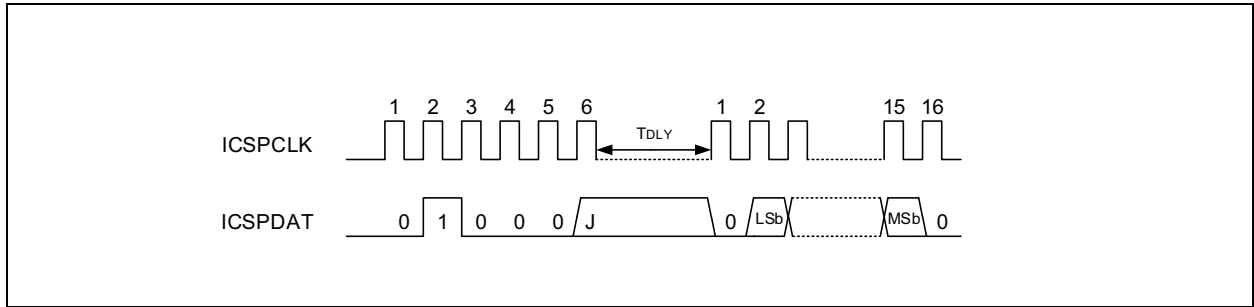 1 2 3 4 5 6 1 2 15 16
TDLY
ICSPCLK
ICSPDAT 0 1 0 0 0 J 0 LSb MSb 0